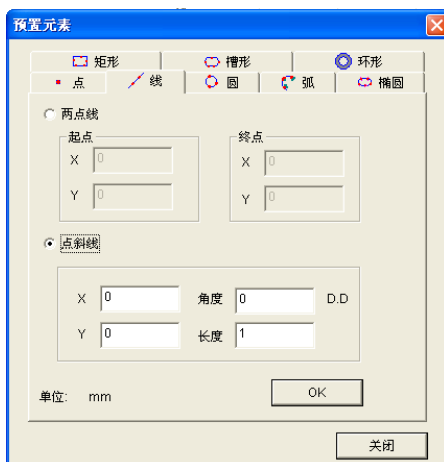 预置元素
矩形 槽形 环形
点 线 圆 弧 椭圆
两点线
起点 终点
X 0 X 0
Y 0 Y 0
点斜线
X 0 角度 0 D.D
Y 0 长度 1
单位: mm OK
关闭